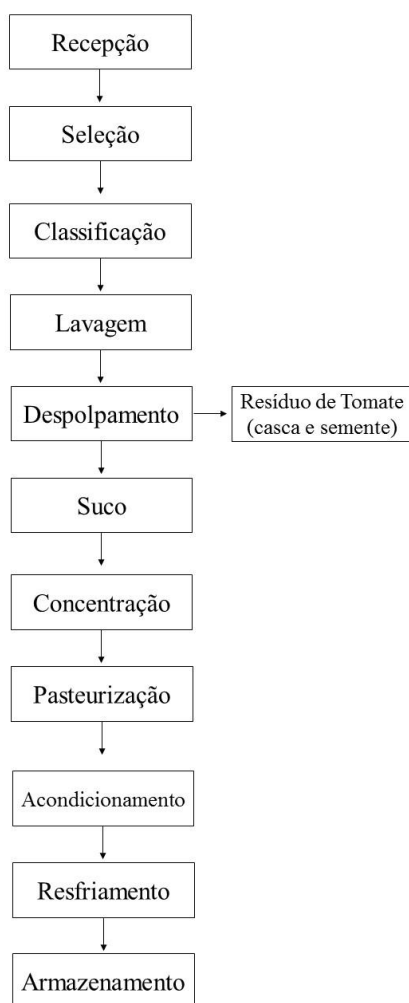 Recepção
Seleção
Classificação
Lavagem
Despolpamento
Resíduo de Tomate
(casca e semente)
Suco
Concentração
Pasteurização
Acondicionamento
Resfriamento
Armazenamento